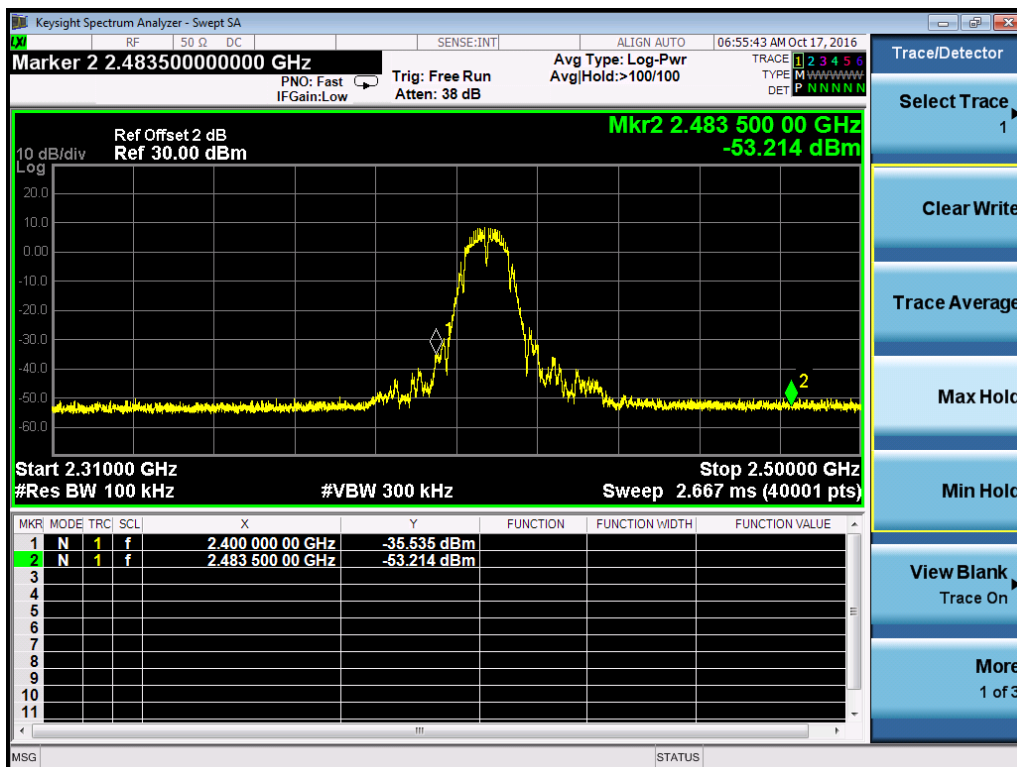 Keysight Spectrum Analyzer - Swept SA
LXI RF 50 Ω DC SENSE:INT ALIGN AUTO 06:55:43 AM Oct 17, 2016
Marker 2 2.483500000000 GHz
PNO: Fast
IFGain:Low
Trig: Free Run
Atten: 38 dB
Avg Type: Log-Pwr
Avg|Hold:>100/100
TRACE 1 2 3 4 5 6
TYPE M W W W W W
DET P N N N N N
Ref Offset 2 dB
10 dB/div Ref 30.00 dBm
Log
Mkr2 2.483 500 00 GHz
-53.214 dBm
20.0
10.0
0.00
-10.0
-20.0
-30.0
-40.0
-50.0
-60.0
2
Start 2.31000 GHz Stop 2.50000 GHz
#Res BW 100 kHz #VBW 300 kHz Sweep 2.667 ms (40001 pts)
MKR MODE TRC SCL X Y FUNCTION FUNCTION WIDTH FUNCTION VALUE
1 N 1 f 2.400 000 00 GHz -35.535 dBm
2 N 1 f 2.483 500 00 GHz -53.214 dBm
3
4
5
6
7
8
9
10
11
MSG STATUS
Trace/Detector
Select Trace
1
Clear Write
Trace Average
Max Hold
Min Hold
View Blank
Trace On
More
1 of 3